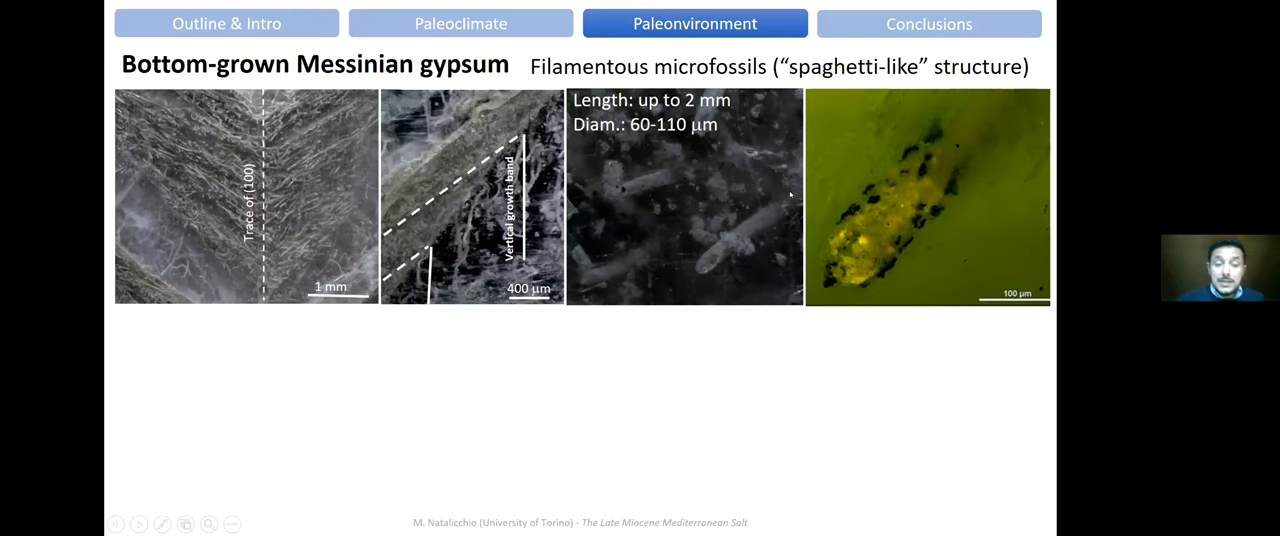 Outline & Intro
Paleoclimate
Paleonvironment
Conclusions
Bottom-grown Messinian gypsum
Filamentous microfossils (“spaghetti-like” structure)
Trace of (100)
1 mm
Vertical growth band
400 μm
Length: up to 2 mm
Diam.: 60-110 μm
100 μm
M. Natalicchio (University of Torino) - The Late Miocene Mediterranean Salt